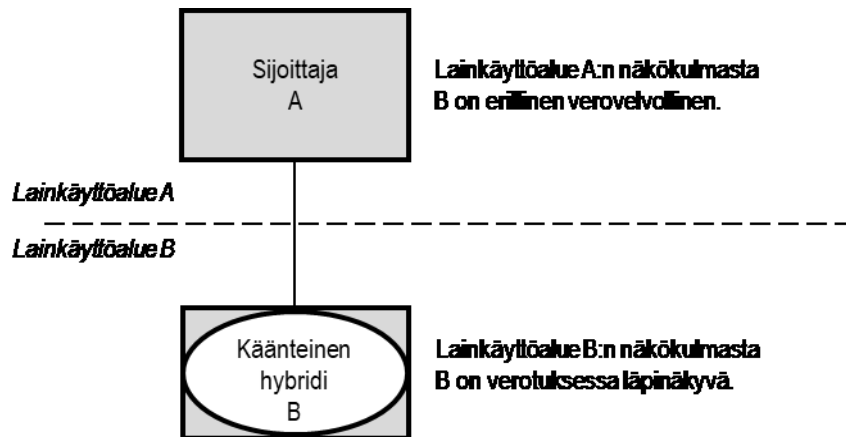 Sijoittaja
A
Lainkäyttöalue A:n näkökulmasta
B on erillinen verovelvollinen.
Lainkäyttöalue A
Lainkäyttöalue B
Käänteinen
hybridi
B
Lainkäyttöalue B:n näkökulmasta
B on verotuksessa läpinäkyvä.